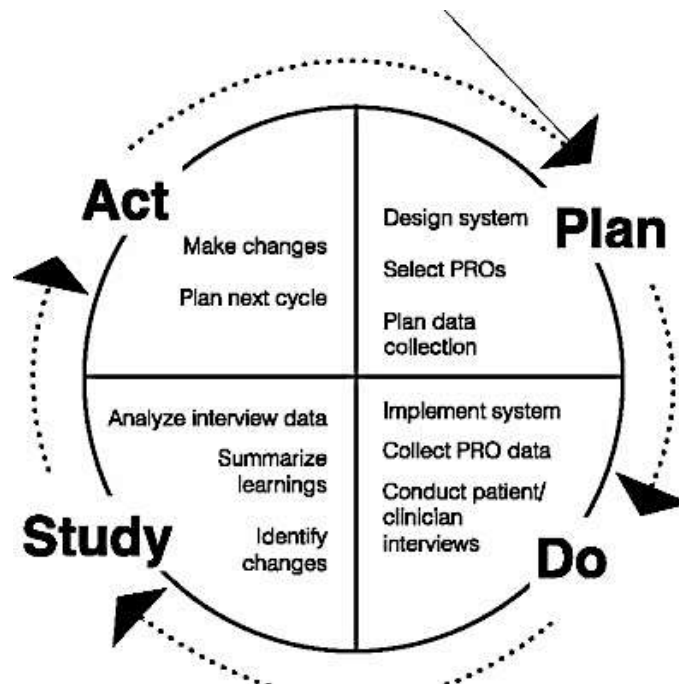 Act
Make changes
Plan next cycle
Plan
Design system
Select PROs
Plan data
collection
Do
Implement system
Collect PRO data
Conduct patient/
clinician
interviews
Study
Analyze interview data
Summarize
learnings
Identify
changes